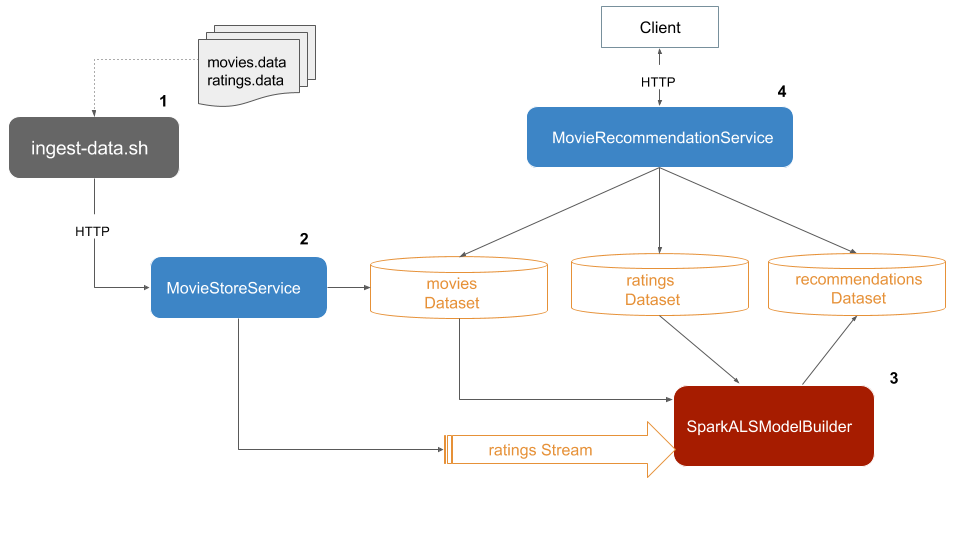 movies.data
ratings.data
1
ingest-data.sh
HTTP
2
MovieStoreService
Client
HTTP
4
MovieRecommendationService
movies
Dataset
ratings
Dataset
recommendations
Dataset
3
SparkALSModelBuilder
ratings Stream